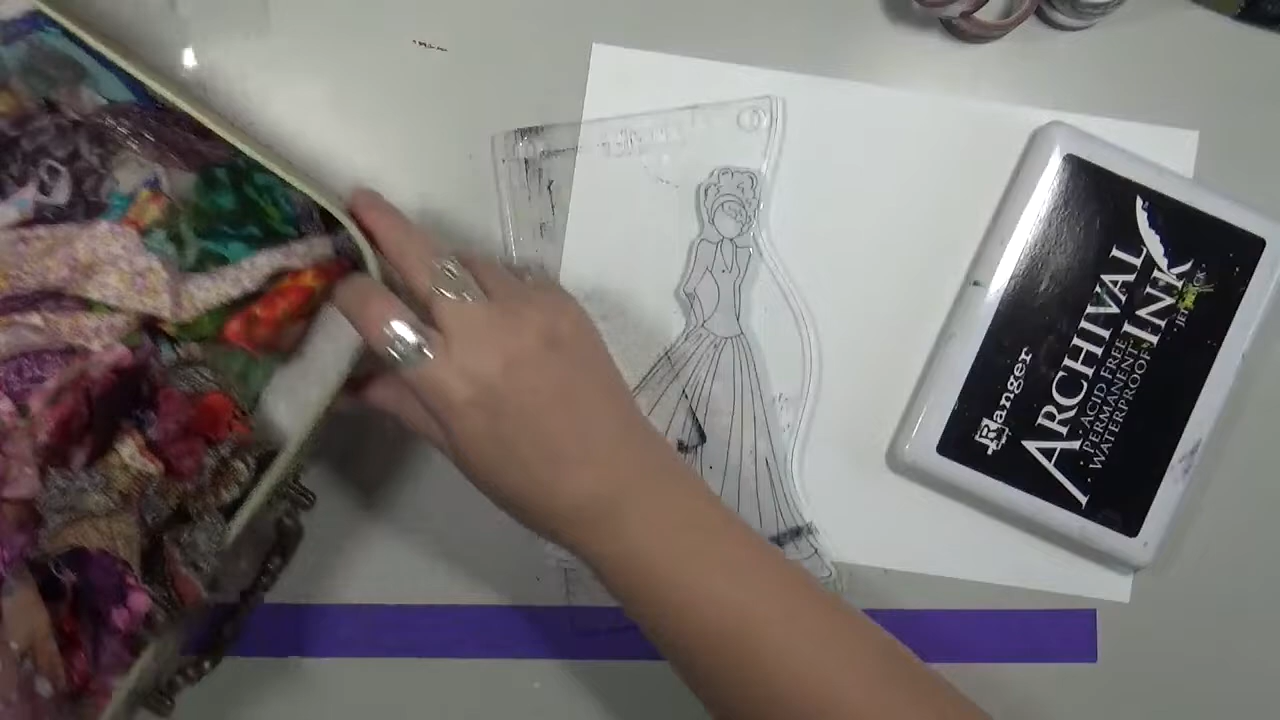 Ranger
ARCHIVAL
INK
ACID FREE
PERMANENT
WATERPROOF